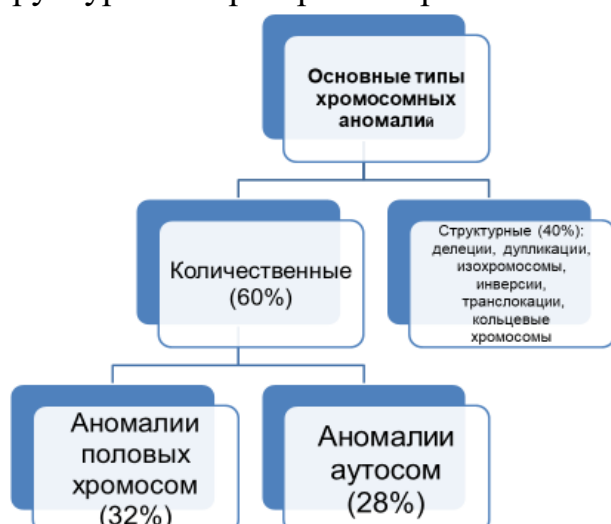 Основные типы
хромосомных
аномалий
Количественные
(60%)
Структурные (40%):
делеции, дупликации,
изохромосомы,
инверсии,
транслокации,
кольцевые
хромосомы
Аномалии
половых
хромосом
(32%)
Аномалии
аутосом
(28%)